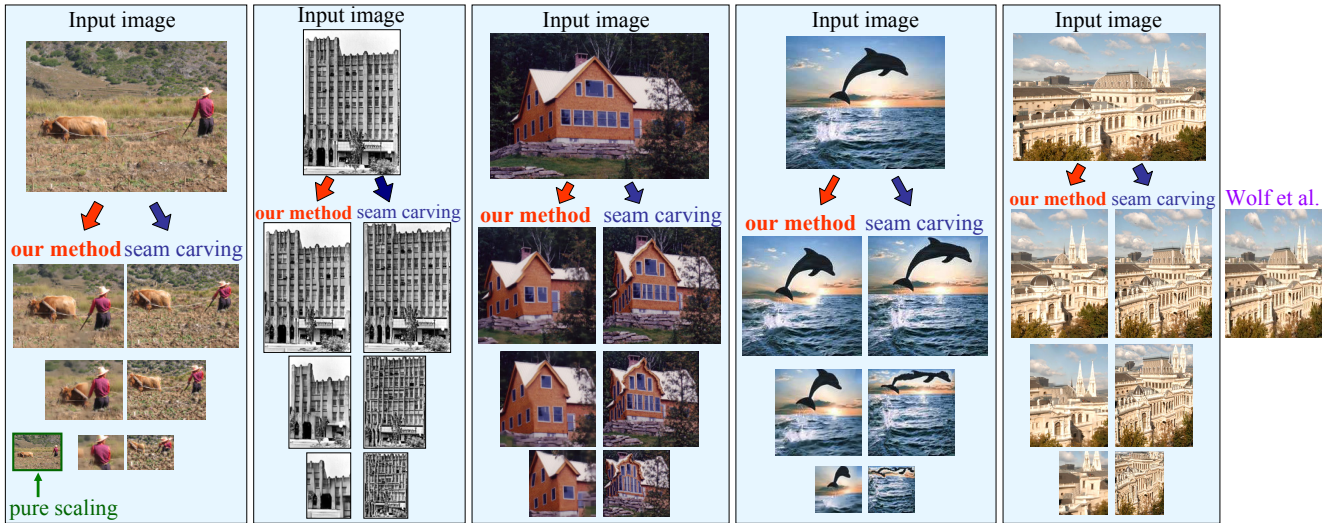 Input image
our method
seam carving
pure scaling
Input image
our method
seam carving
Input image
our method
seam carving
Input image
our method
seam carving
Input image
our method
seam carving
Wolf et al.